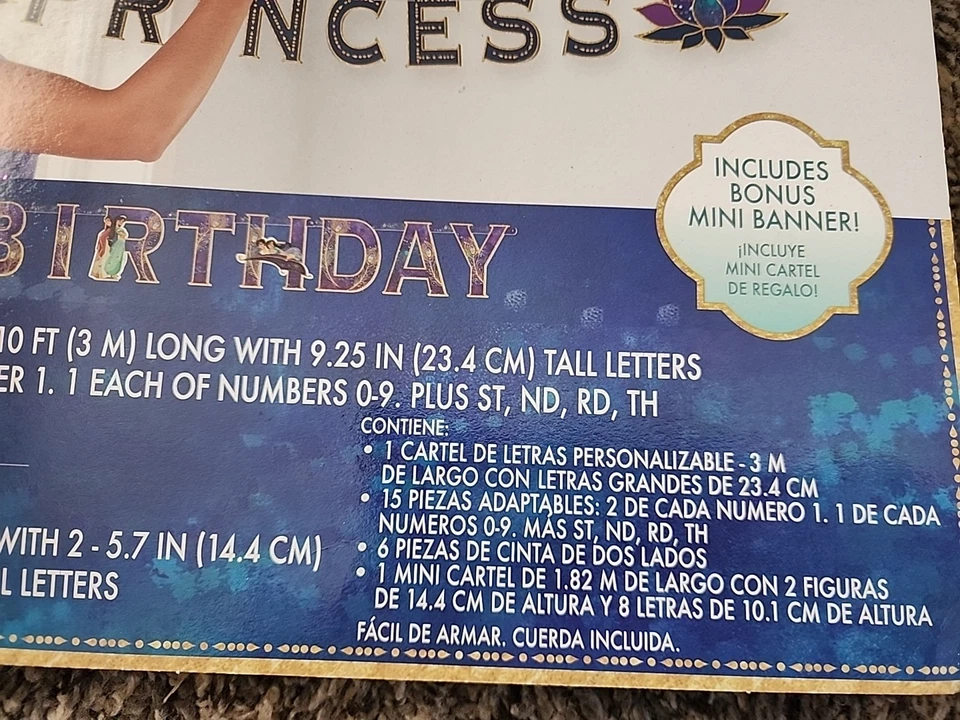 PRINCESS
INCLUDES
BONUS
MINI BANNER!
¡INCLUYE
MINI CARTEL
DE REGALO!
BIRTHDAY
10 FT (3 M) LONG WITH 9.25 IN (23.4 CM) TALL LETTERS
ER 1. 1 EACH OF NUMBERS 0-9. PLUS ST, ND, RD, TH
WITH 2 - 5.7 IN (14.4 CM)
L LETTERS
CONTIENE:
• 1 CARTEL DE LETRAS PERSONALIZABLE - 3 M
DE LARGO CON LETRAS GRANDES DE 23.4 CM
• 15 PIEZAS ADAPTABLES: 2 DE CADA NUMERO 1. 1 DE CADA
NUMEROS 0-9. MÁS ST, ND, RD, TH
• 6 PIEZAS DE CINTA DE DOS LADOS
• 1 MINI CARTEL DE 1.82 M DE LARGO CON 2 FIGURAS
DE 14.4 CM DE ALTURA Y 8 LETRAS DE 10.1 CM DE ALTURA
FÁCIL DE ARMAR. CUERDA INCLUIDA.